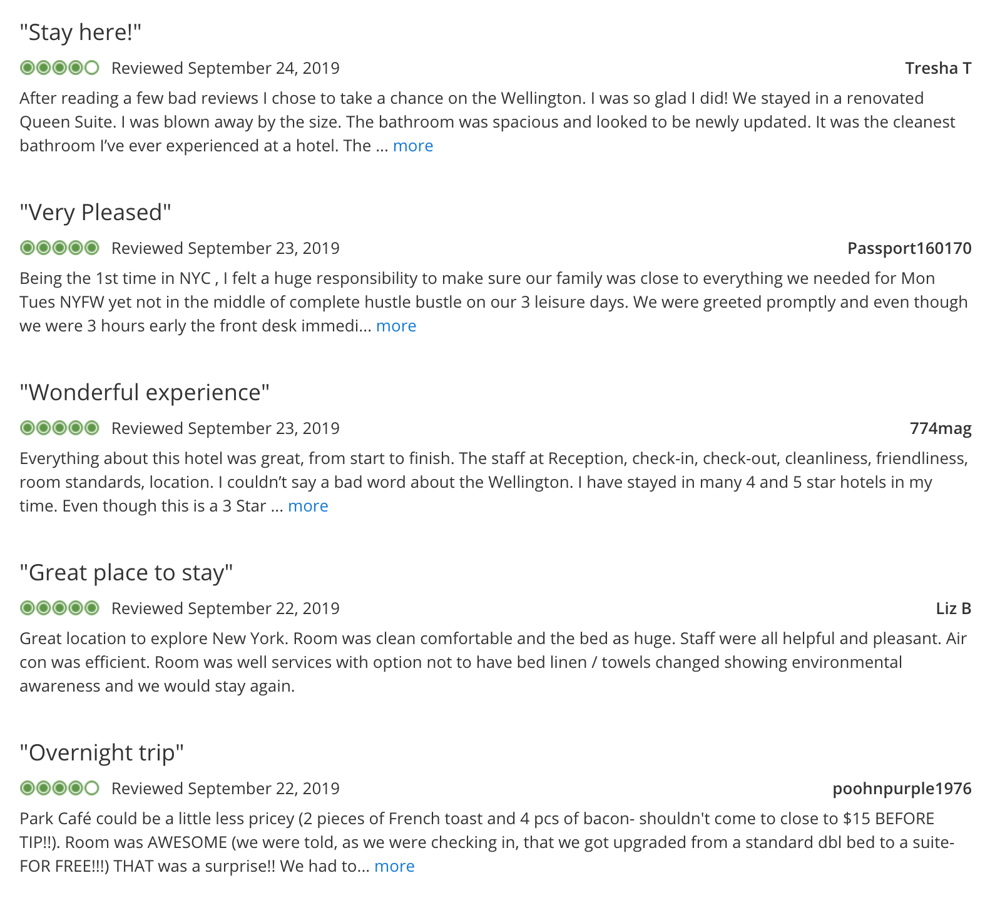 "Stay here!"
Reviewed September 24, 2019 Tresha T
After reading a few bad reviews I chose to take a chance on the Wellington. I was so glad I did! We stayed in a renovated
Queen Suite. I was blown away by the size. The bathroom was spacious and looked to be newly updated. It was the cleanest
bathroom I’ve ever experienced at a hotel. The ... more
"Very Pleased"
Reviewed September 23, 2019 Passport160170
Being the 1st time in NYC , I felt a huge responsibility to make sure our family was close to everything we needed for Mon
Tues NYFW yet not in the middle of complete hustle bustle on our 3 leisure days. We were greeted promptly and even though
we were 3 hours early the front desk immedi... more
"Wonderful experience"
Reviewed September 23, 2019 774mag
Everything about this hotel was great, from start to finish. The staff at Reception, check-in, check-out, cleanliness, friendliness,
room standards, location. I couldn’t say a bad word about the Wellington. I have stayed in many 4 and 5 star hotels in my
time. Even though this is a 3 Star ... more
"Great place to stay"
Reviewed September 22, 2019 Liz B
Great location to explore New York. Room was clean comfortable and the bed as huge. Staff were all helpful and pleasant. Air
con was efficient. Room was well services with option not to have bed linen / towels changed showing environmental
awareness and we would stay again.
"Overnight trip"
Reviewed September 22, 2019 poohnpurple1976
Park Café could be a little less pricey (2 pieces of French toast and 4 pcs of bacon- shouldn't come to close to $15 BEFORE
TIP!!). Room was AWESOME (we were told, as we were checking in, that we got upgraded from a standard dbl bed to a suite-
FOR FREE!!!) THAT was a surprise!! We had to... more